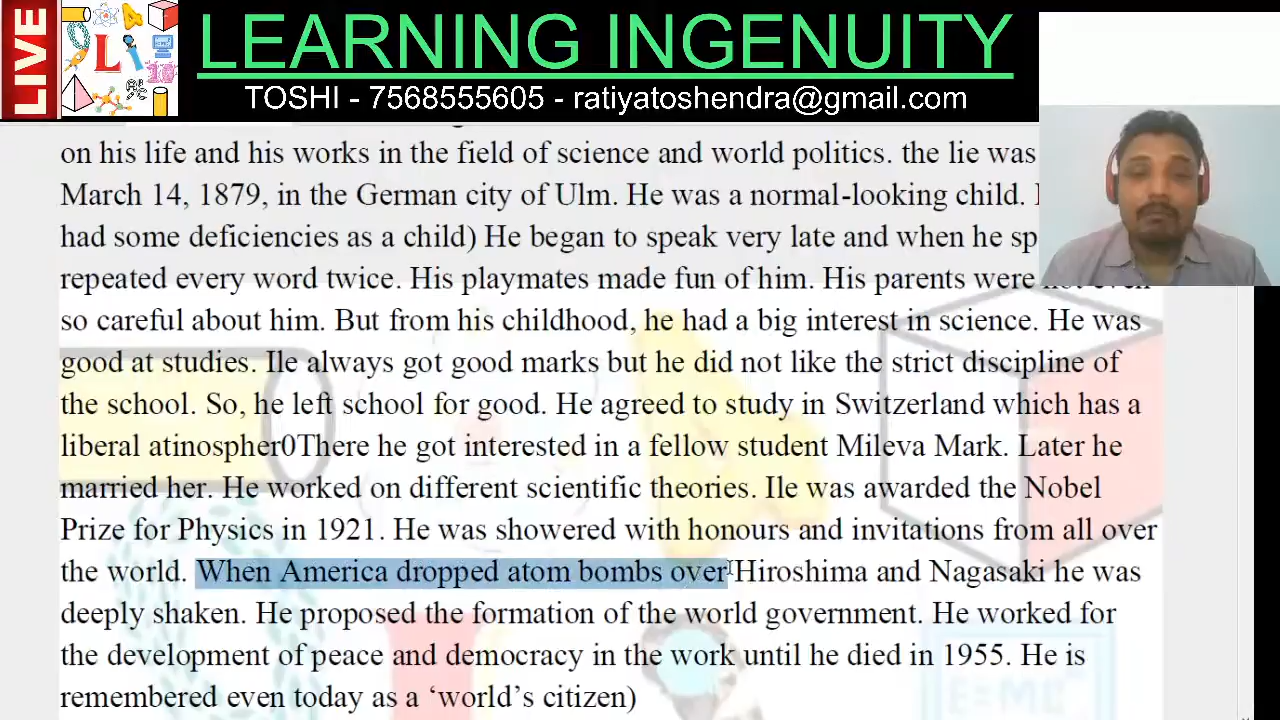 LIVE
LEARNING INGENUITY
TOSHI - 7568555605 - ratiyatoshendra@gmail.com
on his life and his works in the field of science and world politics. the lie was
March 14, 1879, in the German city of Ulm. He was a normal-looking child.
had some deficiencies as a child) He began to speak very late and when he sp
repeated every word twice. His playmates made fun of him. His parents were not even
so careful about him. But from his childhood, he had a big interest in science. He was
good at studies. Ile always got good marks but he did not like the strict discipline of
the school. So, he left school for good. He agreed to study in Switzerland which has a
liberal atinospher0There he got interested in a fellow student Mileva Mark. Later he
married her. He worked on different scientific theories. Ile was awarded the Nobel
Prize for Physics in 1921. He was showered with honours and invitations from all over
the world. When America dropped atom bombs over Hiroshima and Nagasaki he was
deeply shaken. He proposed the formation of the world government. He worked for
the development of peace and democracy in the work until he died in 1955. He is
remembered even today as a ‘world’s citizen)